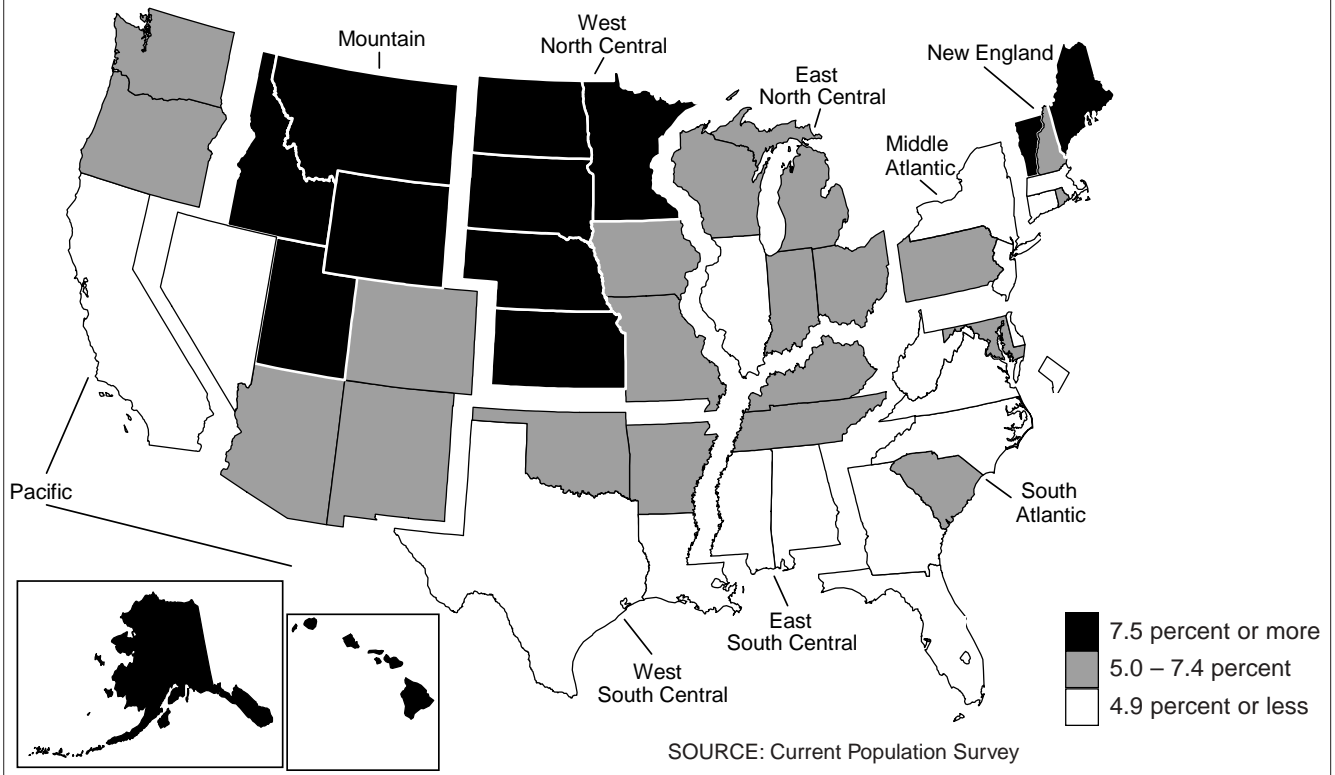 Mountain
West
North Central
East
North Central
New England
Middle
Atlantic
Pacific
South
Atlantic
East
South Central
West
South Central
7.5 percent or more
5.0 – 7.4 percent
4.9 percent or less
SOURCE: Current Population Survey